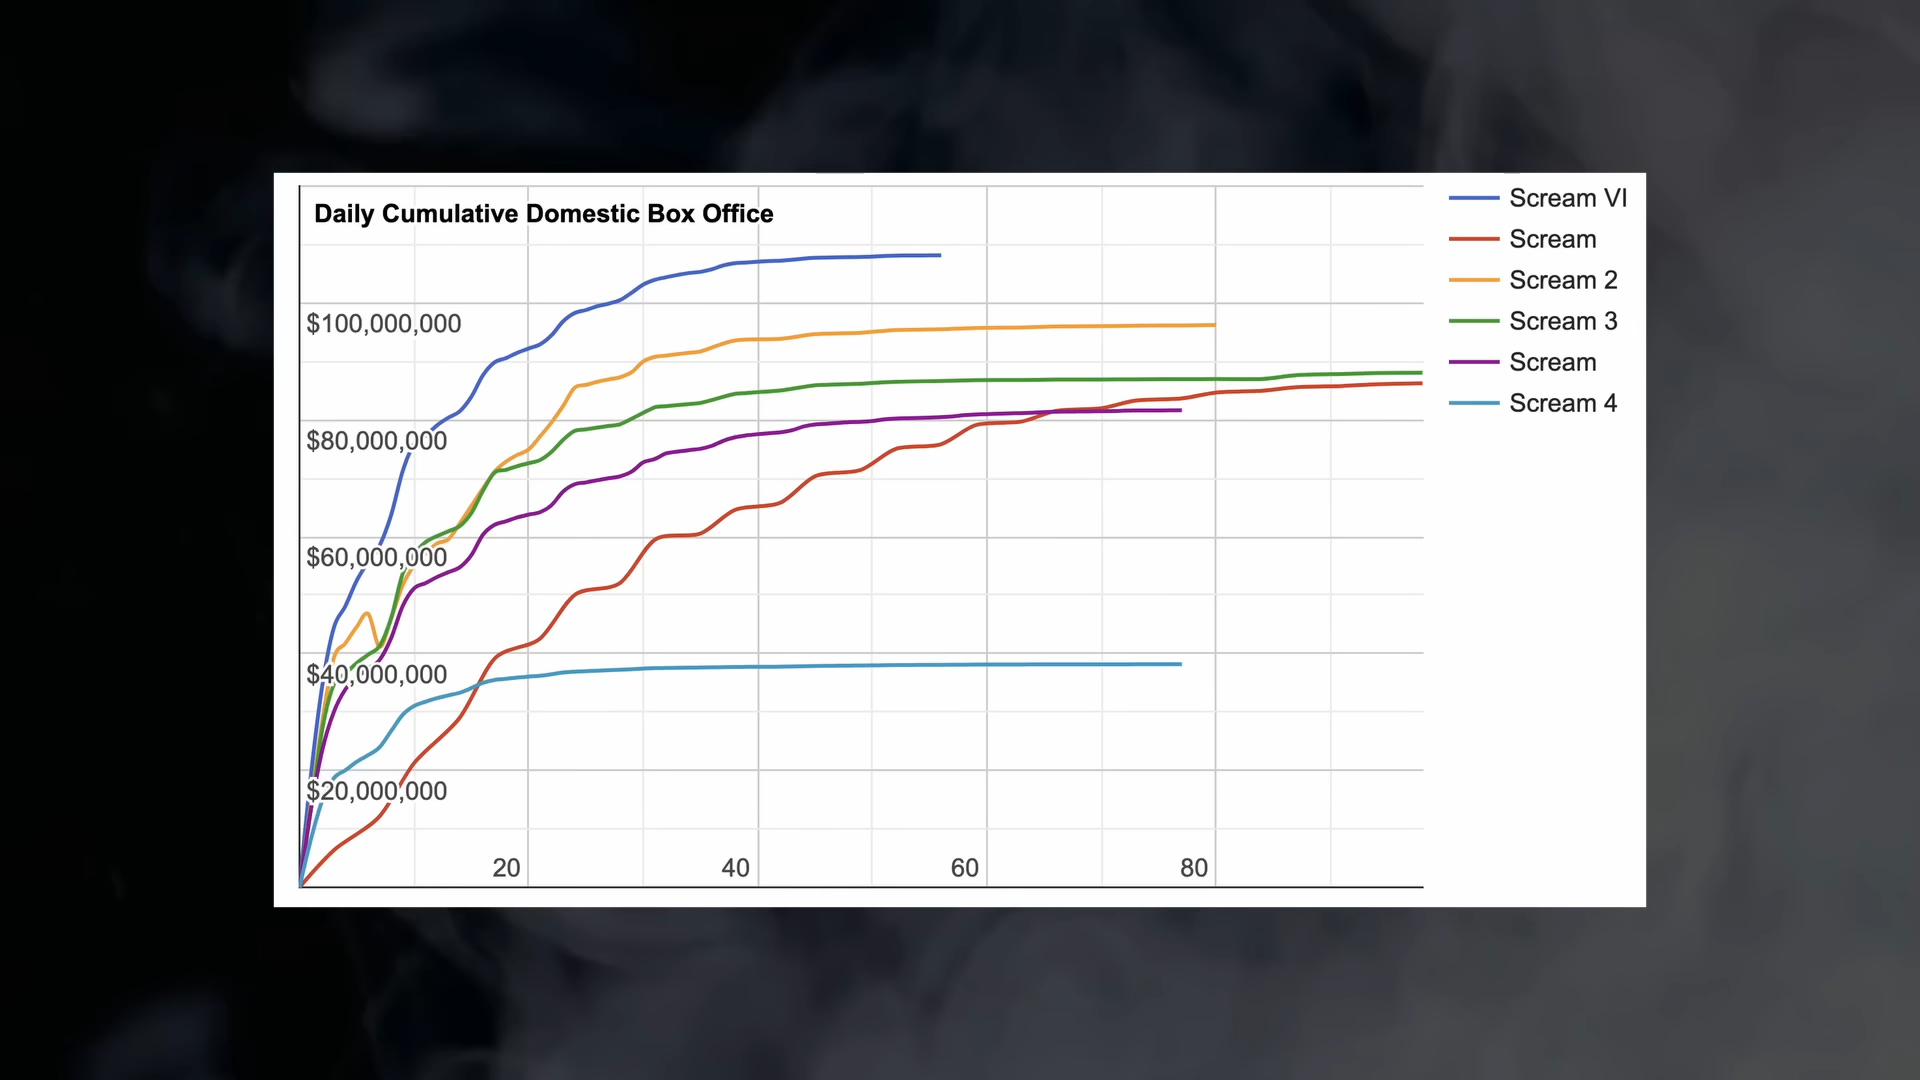 Daily Cumulative Domestic Box Office
$100,000,000
$80,000,000
$60,000,000
$40,000,000
$20,000,000
20 40 60 80
Scream VI
Scream
Scream 2
Scream 3
Scream
Scream 4